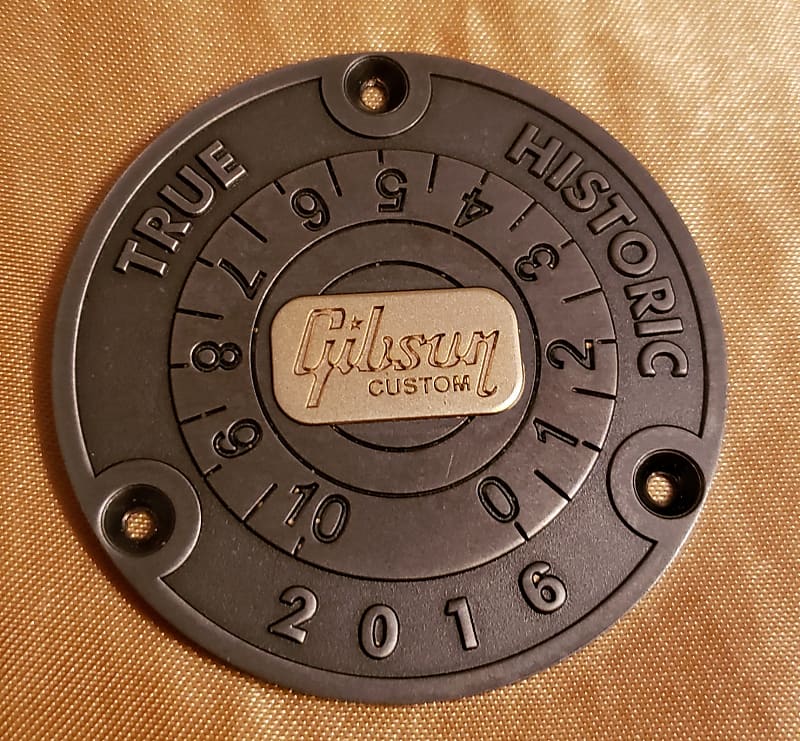 TRUE HISTORIC
10 9 8 7 6 5 4 3 2 1 0
Gibson
CUSTOM
2016